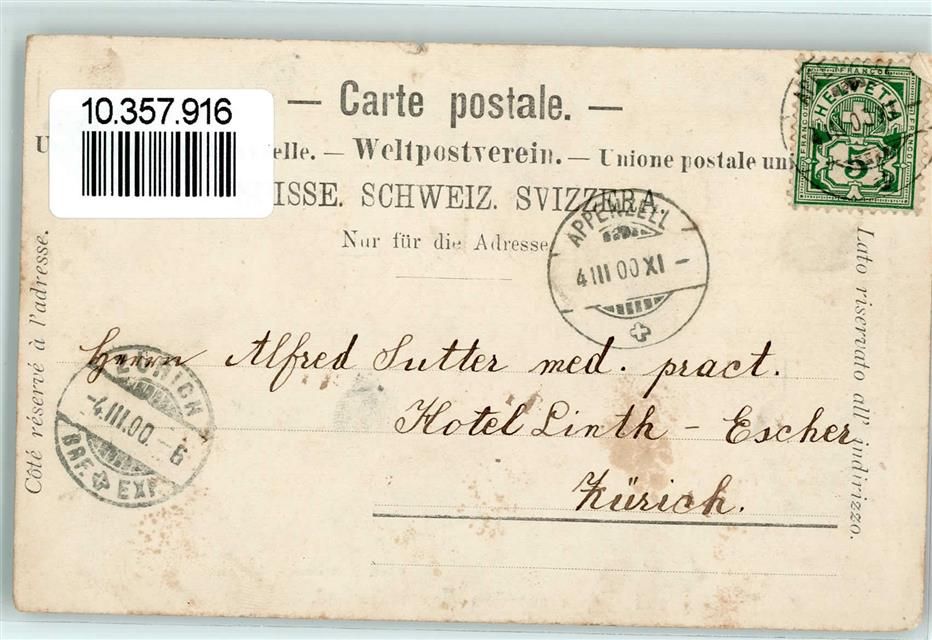 10.357.916
— Carte postale. —
elle. — Weltpostverein. — Unione postale uni
ISSE. SCHWEIZ. SVIZZERA.
Nur für die Adresse
Côté réservé à l'adresse.
Lato riservato all' indirizzo.
FRANCO
HELVETIA
5
APPENZELL
4 III 00 XI –
Herrn Alfred Sutter med. pract.
Hotel Linth - Escher
Zürich.
ZÜRICH
-4.III.00.-6
BRF. EXP.